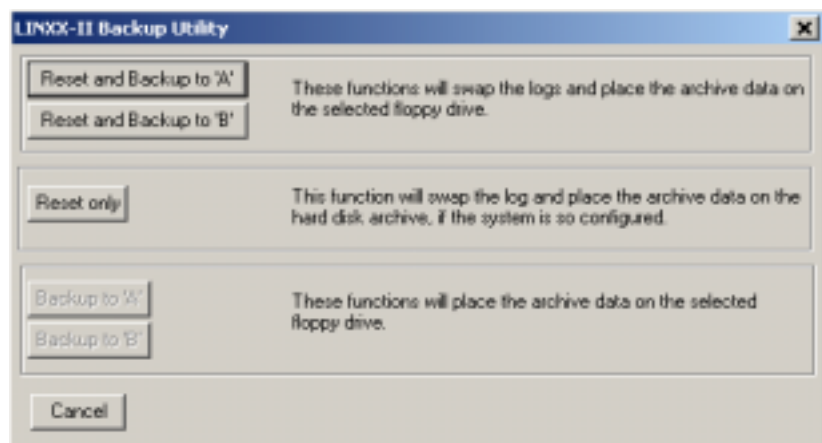 LINXX-II Backup Utility
Reset and Backup to 'A'
Reset and Backup to 'B'
These functions will swap the logs and place the archive data on
the selected floppy drive.
Reset only
This function will swap the log and place the archive data on the
hard disk archive, if the system is so configured.
Backup to 'A'
Backup to 'B'
These functions will place the archive data on the selected
floppy drive.
Cancel